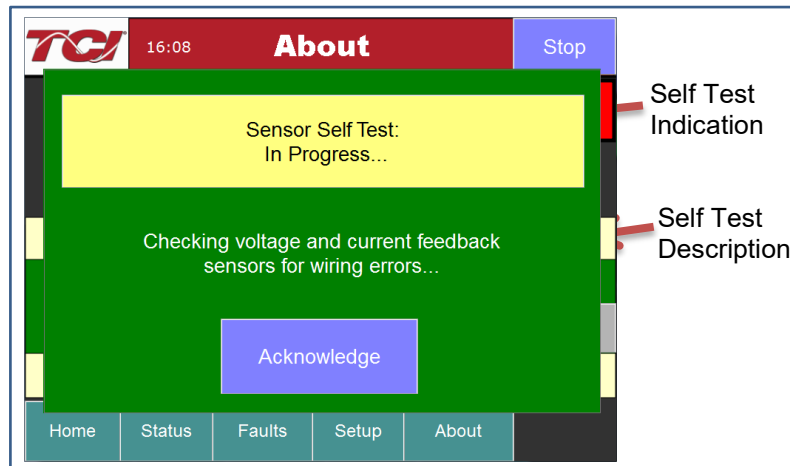 TCI 16:08 About Stop
Sensor Self Test:
In Progress...
Self Test
Indication
Checking voltage and current feedback
sensors for wiring errors...
Self Test
Description
Acknowledge
Home Status Faults Setup About